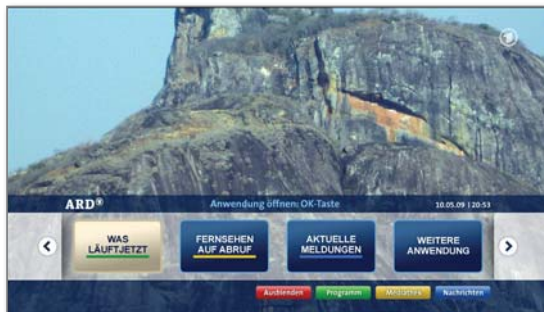 ARD®
Anwendung öffnen: OK-Taste
10.05.09 | 20:53
WAS
LÄUFTJETZT
FERNSEHEN
AUF ABRUF
AKTUELLE
MELDUNGEN
WEITERE
ANWENDUNG
Ausblenden
Programm
Mediathek
Nachrichten